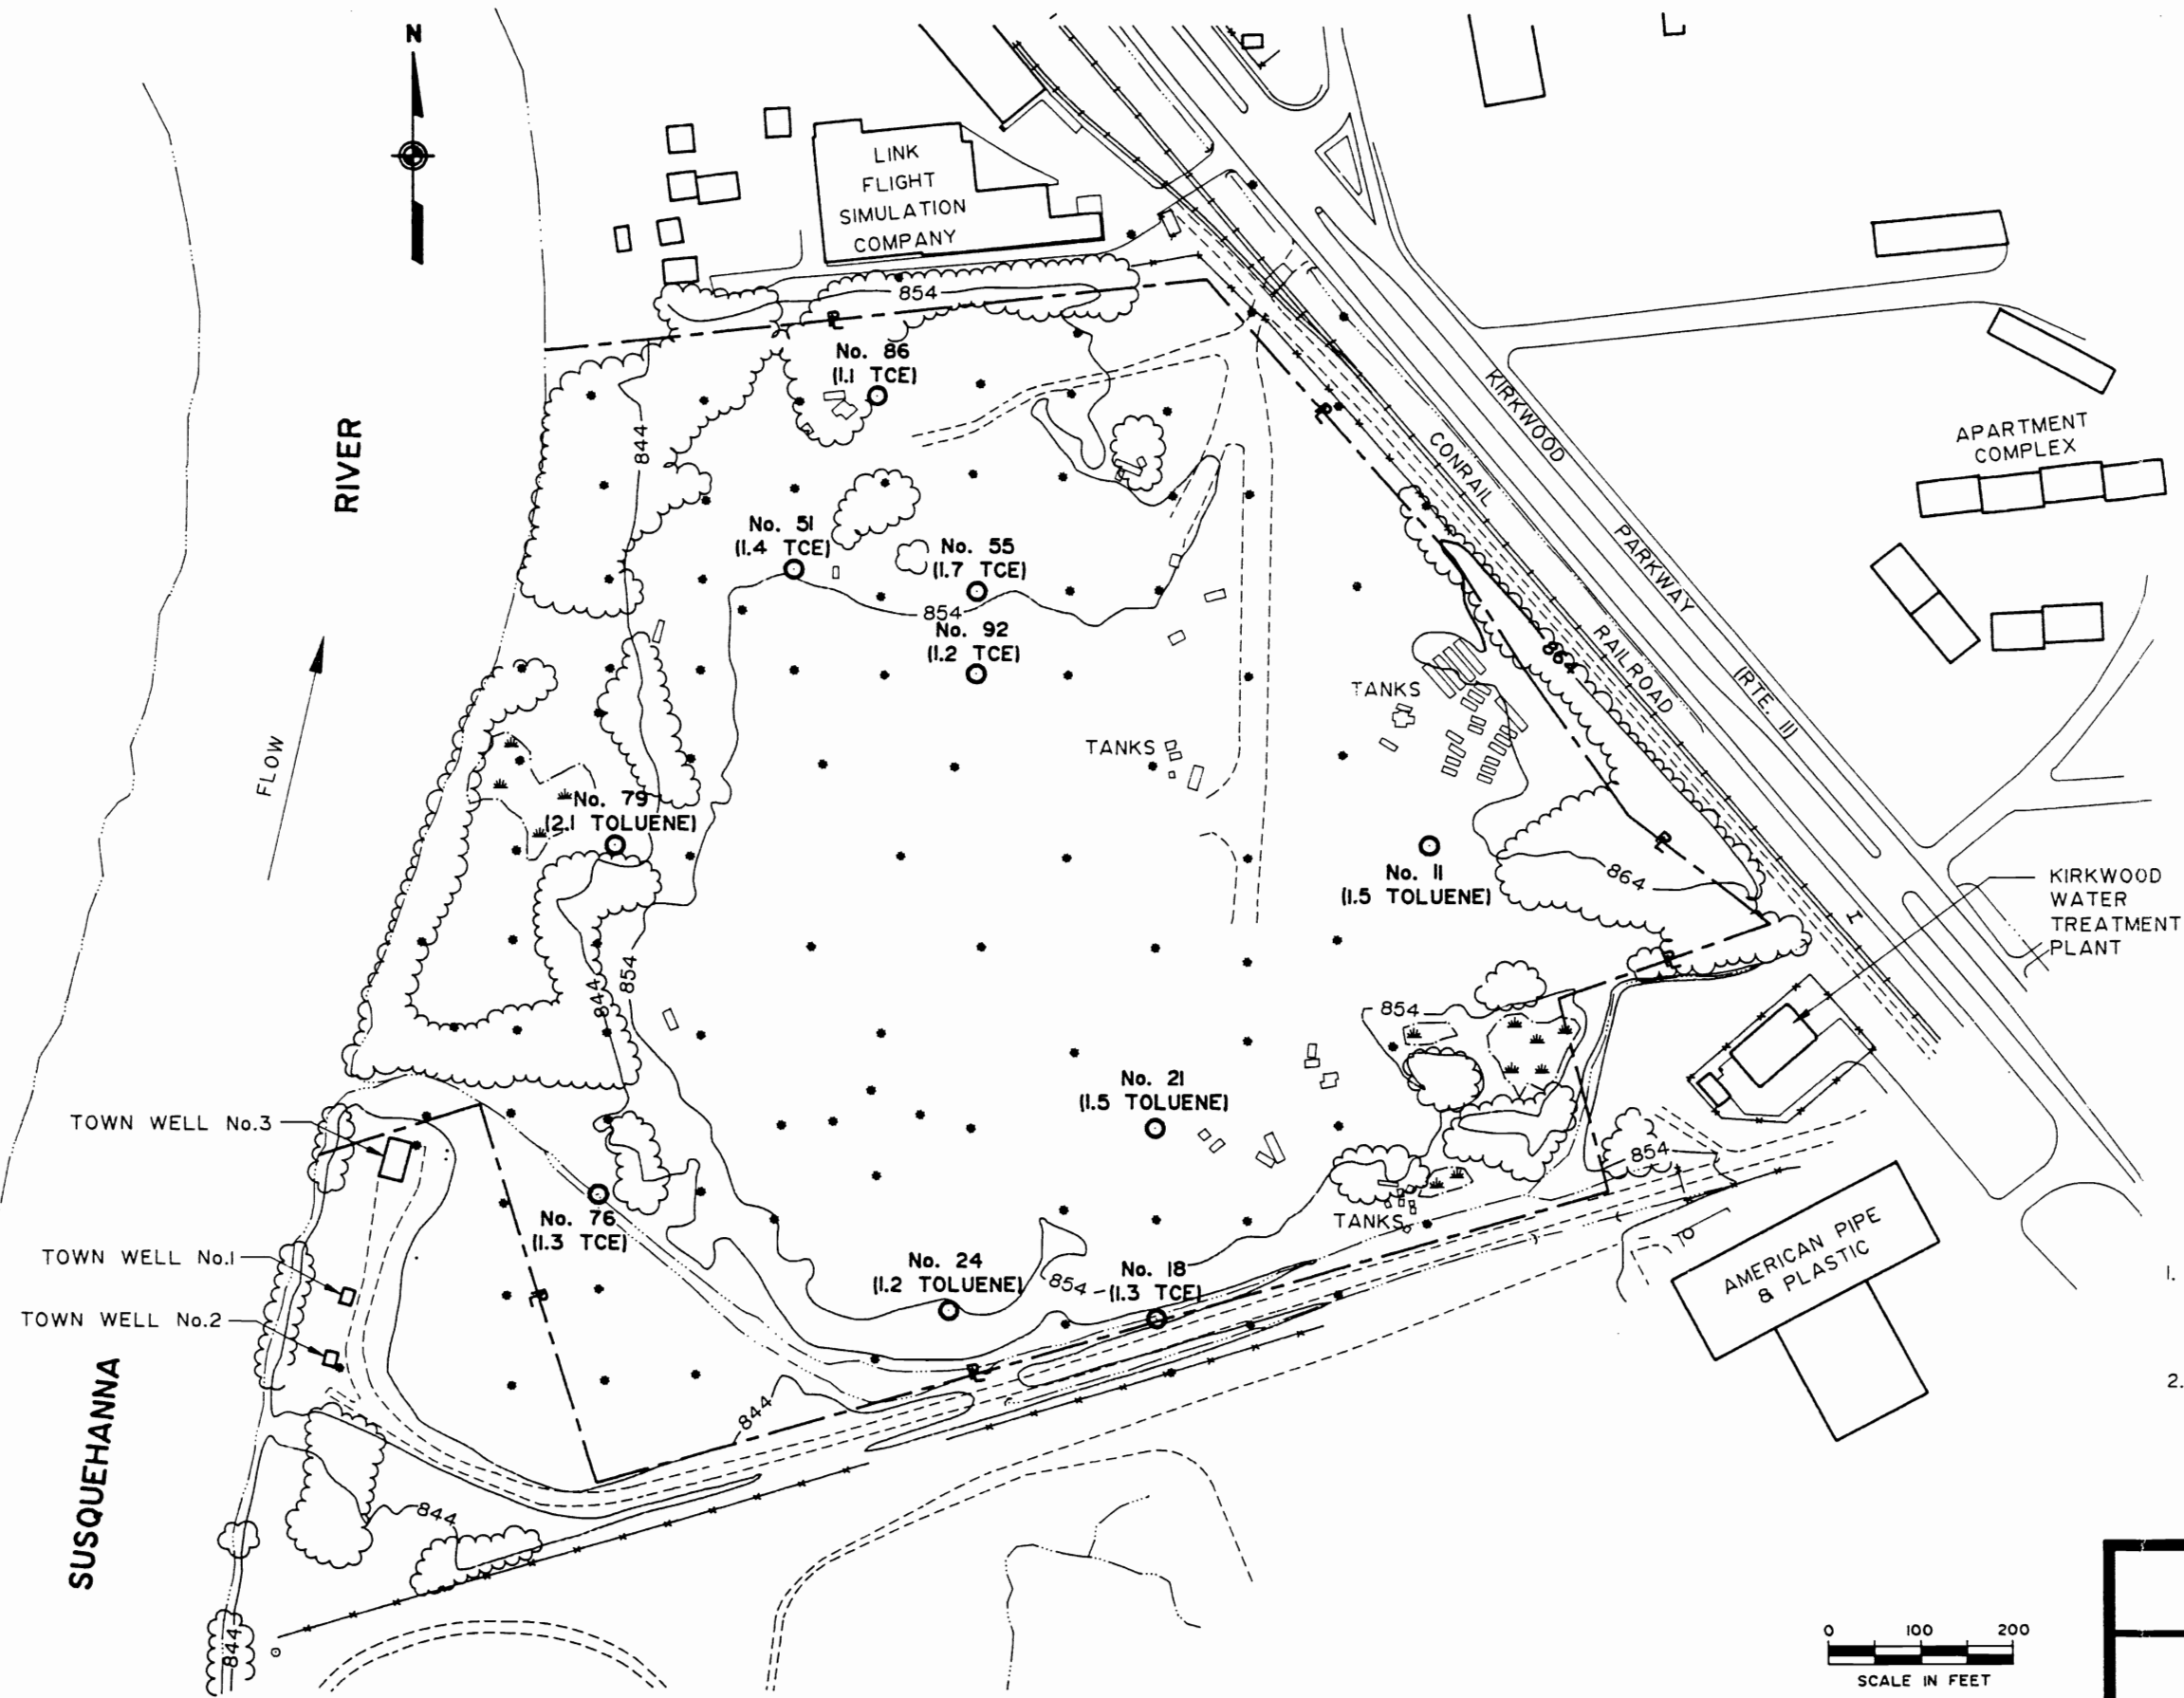 N
LINK
FLIGHT
SIMULATION
COMPANY
854
No. 86
(1.1 TCE)
844
RIVER
KIRKWOOD
CONRAIL
APARTMENT
COMPLEX
No. 51
(1.4 TCE)
No. 55
(1.7 TCE)
854
No. 92
(1.2 TCE)
PARKWAY
RAILROAD
864
(RTE. 11)
TANKS
TANKS
FLOW
No. 79
(2.1 TOLUENE)
No. 11
(1.5 TOLUENE)
864
KIRKWOOD
WATER
TREATMENT
PLANT
854
844
854
No. 21
(1.5 TOLUENE)
TOWN WELL No.3
854
No. 76
(1.3 TCE)
TANKS
TOWN WELL No.1
No. 24
(1.2 TOLUENE)
854
No. 18
(1.3 TCE)
AMERICAN PIPE
& PLASTIC
1.
TOWN WELL No.2
2.
844
SUSQUEHANNA
844
844
0 100 200
SCALE IN FEET